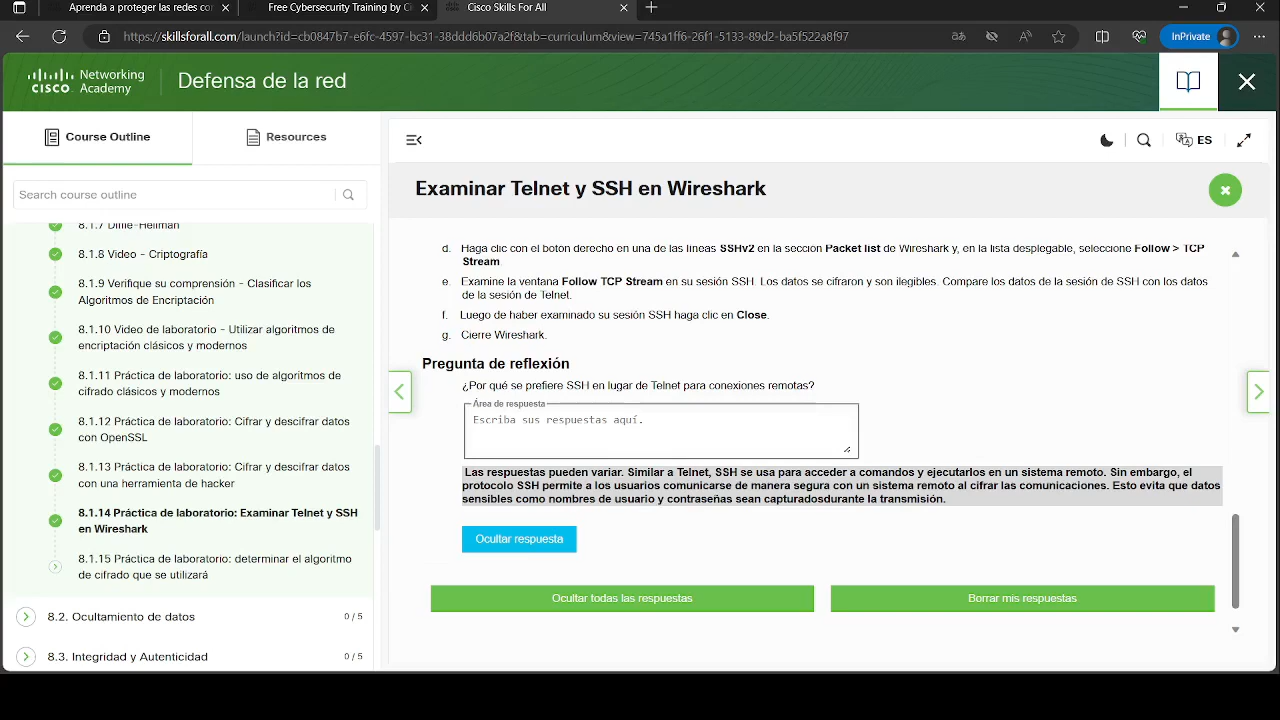 Aprenda a proteger las redes cor
Free Cybersecurity Training by Ci
Cisco Skills For All
https://skillsforall.com/launch?id=cb0847b7-e6fc-4597-bc31-38ddd6b07a2f&tab=curriculum&view=745a1ff6-26f1-5133-89d2-ba5f522a8f97
InPrivate
Networking
CISCO Academy
Defensa de la red
Course Outline
Resources
ES
Search course outline
Examinar Telnet y SSH en Wireshark
8.1.7 Diffie-Hellman
8.1.8 Video - Criptografía
8.1.9 Verifique su comprensión - Clasificar los
Algoritmos de Encriptación
8.1.10 Video de laboratorio - Utilizar algoritmos de
encriptación clásicos y modernos
8.1.11 Práctica de laboratorio: uso de algoritmos de
cifrado clásicos y modernos
8.1.12 Práctica de laboratorio: Cifrar y descifrar datos
con OpenSSL
8.1.13 Práctica de laboratorio: Cifrar y descifrar datos
con una herramienta de hacker
8.1.14 Práctica de laboratorio: Examinar Telnet y SSH
en Wireshark
8.1.15 Práctica de laboratorio: determinar el algoritmo
de cifrado que se utilizará
8.2. Ocultamiento de datos 0 / 5
8.3. Integridad y Autenticidad 0 / 5
d. Haga clic con el botón derecho en una de las líneas SSHv2 en la sección Packet list de Wireshark y, en la lista desplegable, seleccione Follow > TCP
Stream
e. Examine la ventana Follow TCP Stream en su sesión SSH. Los datos se cifraron y son ilegibles. Compare los datos de la sesión de SSH con los datos
de la sesión de Telnet.
f. Luego de haber examinado su sesión SSH haga clic en Close.
g. Cierre Wireshark.
Pregunta de reflexión
¿Por qué se prefiere SSH en lugar de Telnet para conexiones remotas?
Área de respuesta
Escriba sus respuestas aquí.
Las respuestas pueden variar. Similar a Telnet, SSH se usa para acceder a comandos y ejecutarlos en un sistema remoto. Sin embargo, el
protocolo SSH permite a los usuarios comunicarse de manera segura con un sistema remoto al cifrar las comunicaciones. Esto evita que datos
sensibles como nombres de usuario y contraseñas sean capturadosdurante la transmisión.
Ocultar respuesta
Ocultar todas las respuestas
Borrar mis respuestas